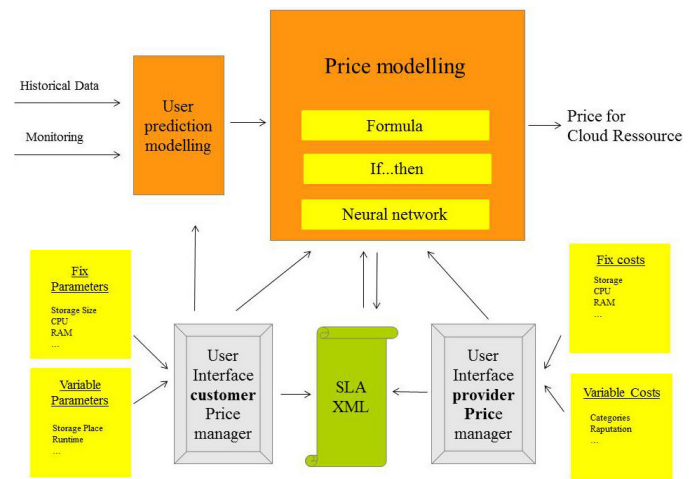 Historical Data
Monitoring
User
prediction
modelling
Price modelling
Formula
If...then
Neural network
Price for
Cloud Ressource
Fix
Parameters
Storage Size
CPU
RAM
...
Variable
Parameters
Storage Place
Runtime
...
User
Interface
customer
Price
manager
SLA
XML
User
Interface
provider
Price
manager
Fix costs
Storage
CPU
RAM
...
Variable Costs
Categories
Raputation
...